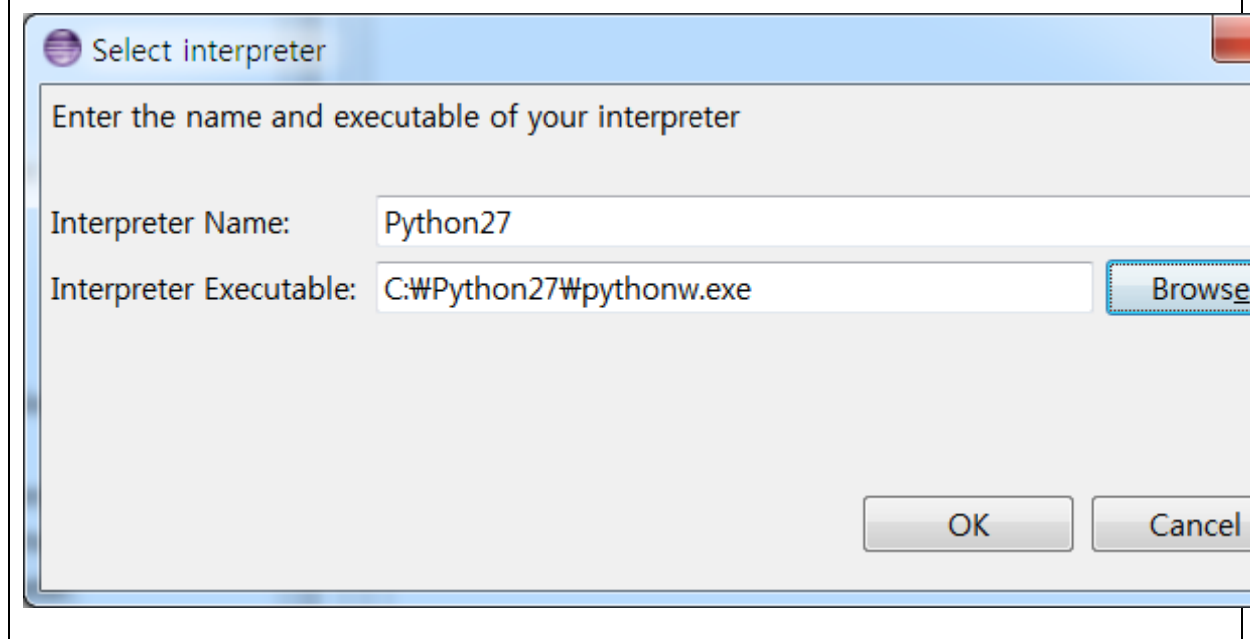 Select interpreter
Enter the name and executable of your interpreter
Interpreter Name: Python27
Interpreter Executable: C:₩Python27₩pythonw.exe Browse
OK Cancel